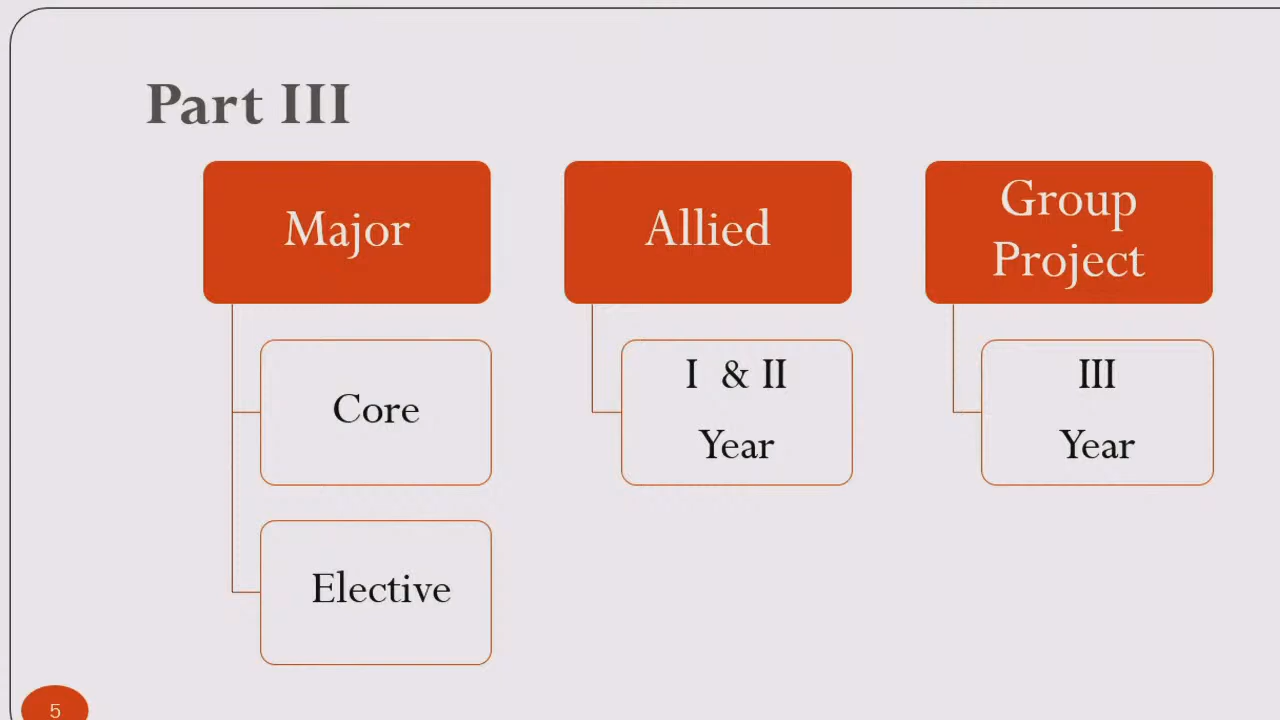 Part III
Major
Core
Elective
Allied
I & II
Year
Group
Project
III
Year
5